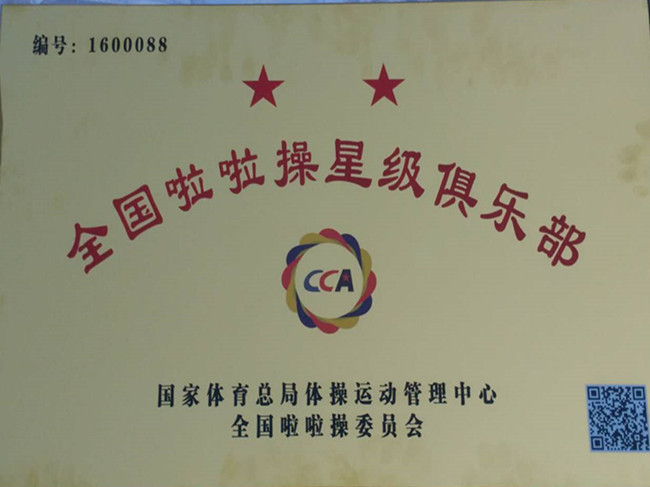 编号：1600088
全国啦啦操星级俱乐部
CCA
国家体育总局体操运动管理中心
全国啦啦操委员会